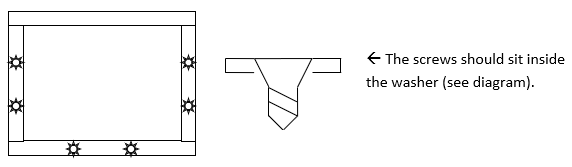 ← The screws should sit inside
the washer (see diagram).